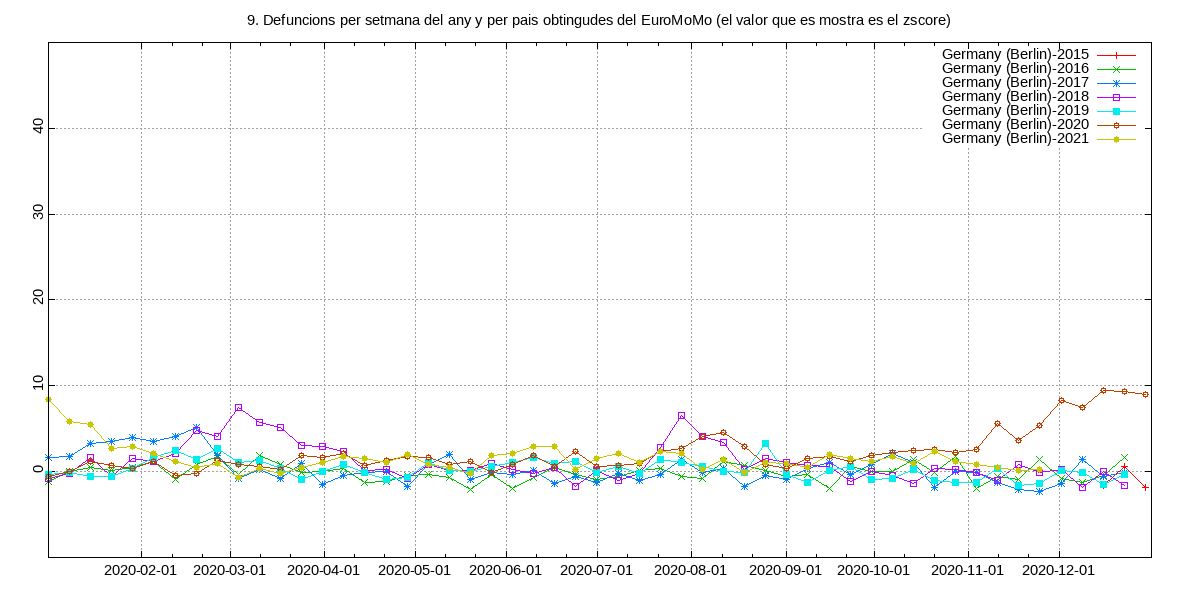 9. Defuncions per setmana del any y per pais obtingudes del EuroMoMo (el valor que es mostra es el zscore)
Germany (Berlin)-2015
Germany (Berlin)-2016
Germany (Berlin)-2017
Germany (Berlin)-2018
Germany (Berlin)-2019
Germany (Berlin)-2020
Germany (Berlin)-2021
40
30
20
10
0
2020-02-01 2020-03-01 2020-04-01 2020-05-01 2020-06-01 2020-07-01 2020-08-01 2020-09-01 2020-10-01 2020-11-01 2020-12-01